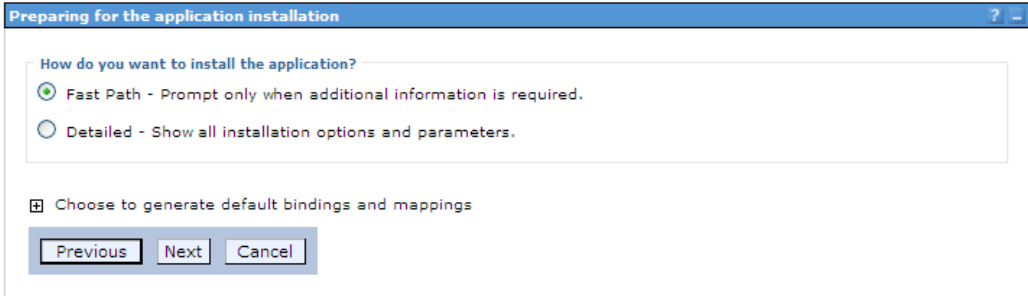 Preparing for the application installation ? –
How do you want to install the application?
Fast Path - Prompt only when additional information is required.
Detailed - Show all installation options and parameters.
Choose to generate default bindings and mappings
Previous Next Cancel